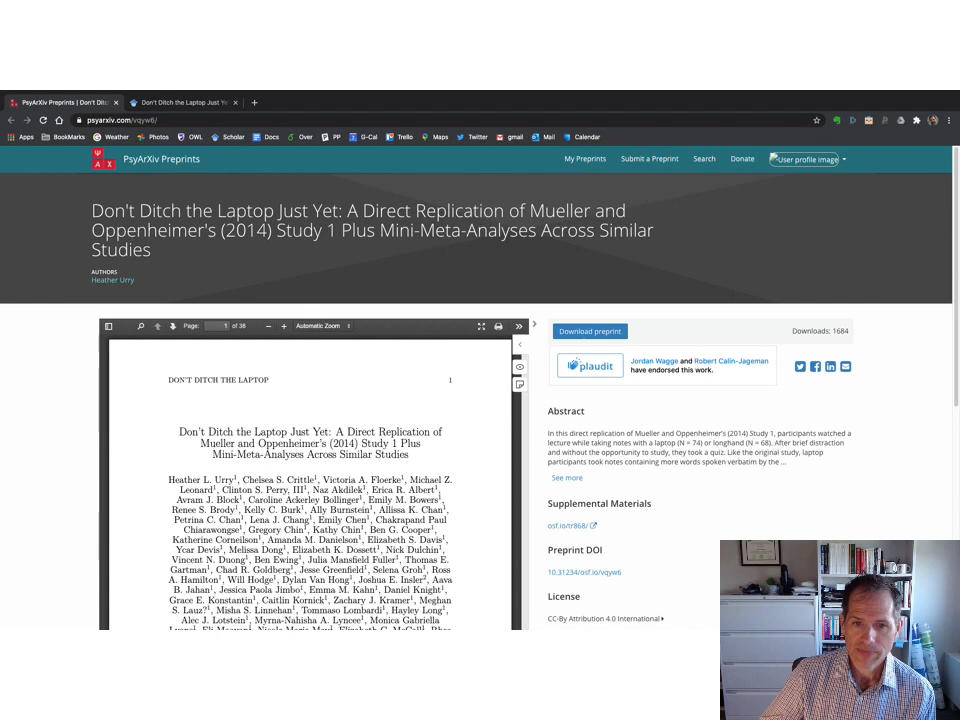 PsyArXiv Preprints | Don't Ditc
Don't Ditch the Laptop Just Ye
psyarxiv.com/vqyw6/
Apps BookMarks Weather Photos OWL Scholar Docs Over PP G-Cal Trello Maps Twitter gmail Mail Calendar
Ψ
A X
PsyArXiv Preprints
My Preprints Submit a Preprint Search Donate User profile image
Don't Ditch the Laptop Just Yet: A Direct Replication of Mueller and
Oppenheimer's (2014) Study 1 Plus Mini-Meta-Analyses Across Similar
Studies
AUTHORS
Heather Urry
Page: 1 of 38 Automatic Zoom
DON'T DITCH THE LAPTOP 1
Don't Ditch the Laptop Just Yet: A Direct Replication of
Mueller and Oppenheimer's (2014) Study 1 Plus
Mini-Meta-Analyses Across Similar Studies
Heather L. Urry1, Chelsea S. Crittle1, Victoria A. Floerke1, Michael Z.
Leonard1, Clinton S. Perry, III1, Naz Akdilek1, Erica R. Albert1,
Avram J. Block1, Caroline Ackerley Bollinger1, Emily M. Bowers1,
Renee S. Brody1, Kelly C. Burk1, Ally Burnstein1, Allissa K. Chan1,
Petrina C. Chan1, Lena J. Chang1, Emily Chen1, Chakrapand Paul
Chiarawongse1, Gregory Chin1, Kathy Chin1, Ben G. Cooper1,
Katherine Corneilson1, Amanda M. Danielson1, Elizabeth S. Davis1,
Ycar Devis1, Melissa Dong1, Elizabeth K. Dossett1, Nick Dulchin1,
Vincent N. Duong1, Ben Ewing1, Julia Mansfield Fuller1, Thomas E.
Gartman1, Chad R. Goldberg1, Jesse Greenfield1, Selena Groh1, Ross
A. Hamilton1, Will Hodge1, Dylan Van Hong1, Joshua E. Insler2, Aava
B. Jahan1, Jessica Paola Jimbo1, Emma M. Kahn1, Daniel Knight1,
Grace E. Konstantin1, Caitlin Kornick1, Zachary J. Kramer1, Meghan
S. Lauz?1, Misha S. Linnehan1, Tommaso Lombardi1, Hayley Long1,
Alec J. Lotstein1, Myrna-Nahisha A. Lyncee1, Monica Gabriella
Download preprint
Downloads: 1684
plaudit
Jordan Wagge and Robert Calin-Jageman
have endorsed this work.
Abstract
In this direct replication of Mueller and Oppenheimer's (2014) Study 1, participants watched a
lecture while taking notes with a laptop (N = 74) or longhand (N = 68). After brief distraction
and without the opportunity to study, they took a quiz. Like the original study, laptop
participants took notes containing more words spoken verbatim by the ...
See more
Supplemental Materials
osf.io/tr868/
Preprint DOI
10.31234/osf.io/vqyw6
License
CC-By Attribution 4.0 International